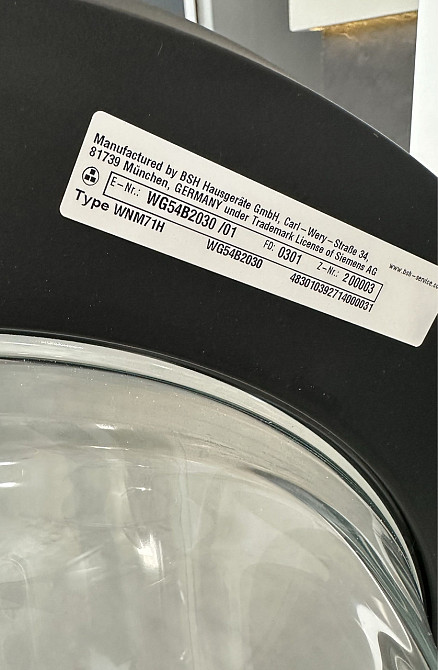 Manufactured by BSH Hausgeräte GmbH, Carl-Wery-Straße 34,
81739 München, GERMANY under Trademark License of Siemens AG
E-Nr.: WG54B2030 /01 FD: 0301 Z-Nr.: 200003
Type WNM71H WG54B2030 483010392714000031
www.bsh-service.co